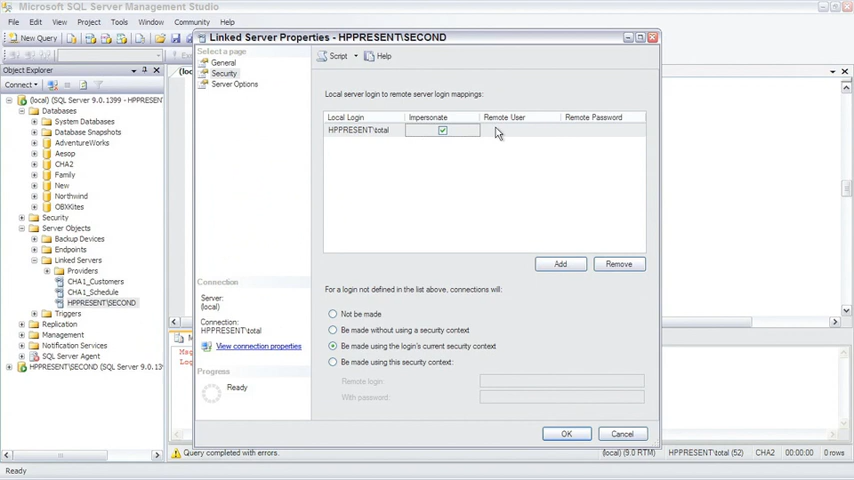 Microsoft SQL Server Management Studio
File Edit View Project Tools Window Community Help
New Query
Linked Server Properties - HPPRESENT\SECOND
Object Explorer
Connect
(local) (SQL Server 9.0.1399 - HPPRESENT
Databases
System Databases
Database Snapshots
AdventureWorks
Aesop
CHA2
Family
New
Northwind
OBXKites
Security
Server Objects
Backup Devices
Endpoints
Linked Servers
Providers
CHA1_Customers
CHA1_Schedule
HPPRESENT\SECOND
Triggers
Replication
Management
Notification Services
SQL Server Agent
HPPRESENT\SECOND (SQL Server 9.0.13
Select a page
General
Security
Server Options
Connection
Server:
(local)
Connection:
HPPRESENT\total
View connection properties
Progress
Ready
Script Help
Local server login to remote server login mappings:
Local Login Impersonate Remote User Remote Password
HPPRESENT\total
Add Remove
For a login not defined in the list above, connections will:
Not be made
Be made without using a security context
Be made using the login's current security context
Be made using this security context:
Remote login:
With password:
OK Cancel
Query completed with errors.
(local) (9.0 RTM) HPPRESENT\total (52) CHA2 00:00:00 0 rows
Ready